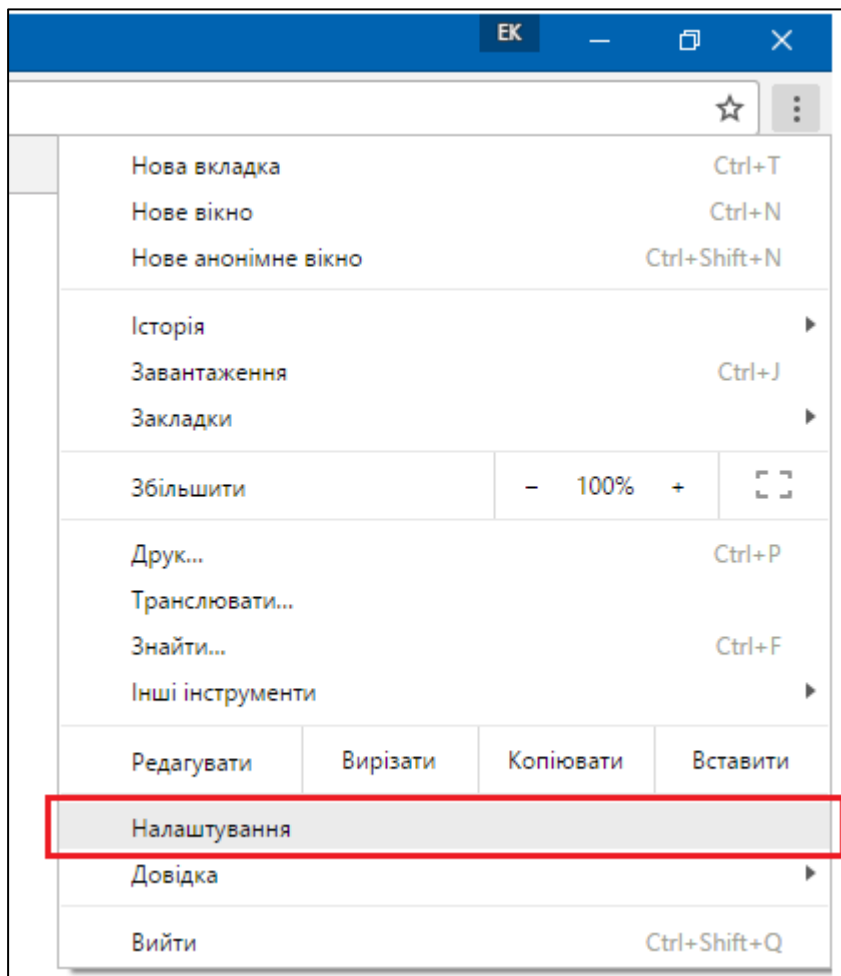 EK
Нова вкладка Ctrl+T
Нове вікно Ctrl+N
Нове анонімне вікно Ctrl+Shift+N
Історія
Завантаження Ctrl+J
Закладки
Збільшити - 100% +
Друк... Ctrl+P
Транслювати...
Знайти... Ctrl+F
Інші інструменти
Редагувати Вирізати Копіювати Вставити
Налаштування
Довідка
Вийти Ctrl+Shift+Q